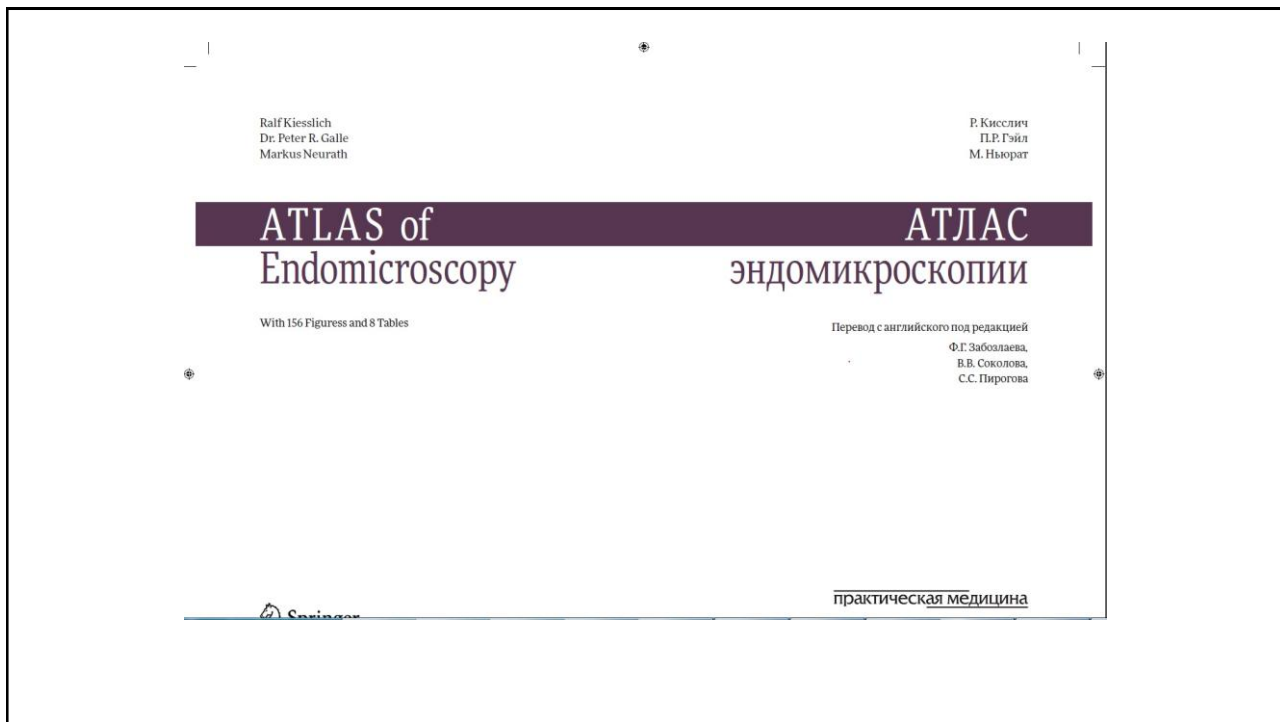 Ralf Kiesslich
Dr. Peter R. Galle
Markus Neurath
ATLAS of
Endomicroscopy
With 156 Figuress and 8 Tables
Springer
Р. Кисслич
П.Р. Гэйл
М. Ньюрат
АТЛАС
эндомикроскопии
Перевод с английского под редакцией
Ф.Г. Забозлаева,
В.В. Соколова,
С.С. Пирогова
практическая медицина